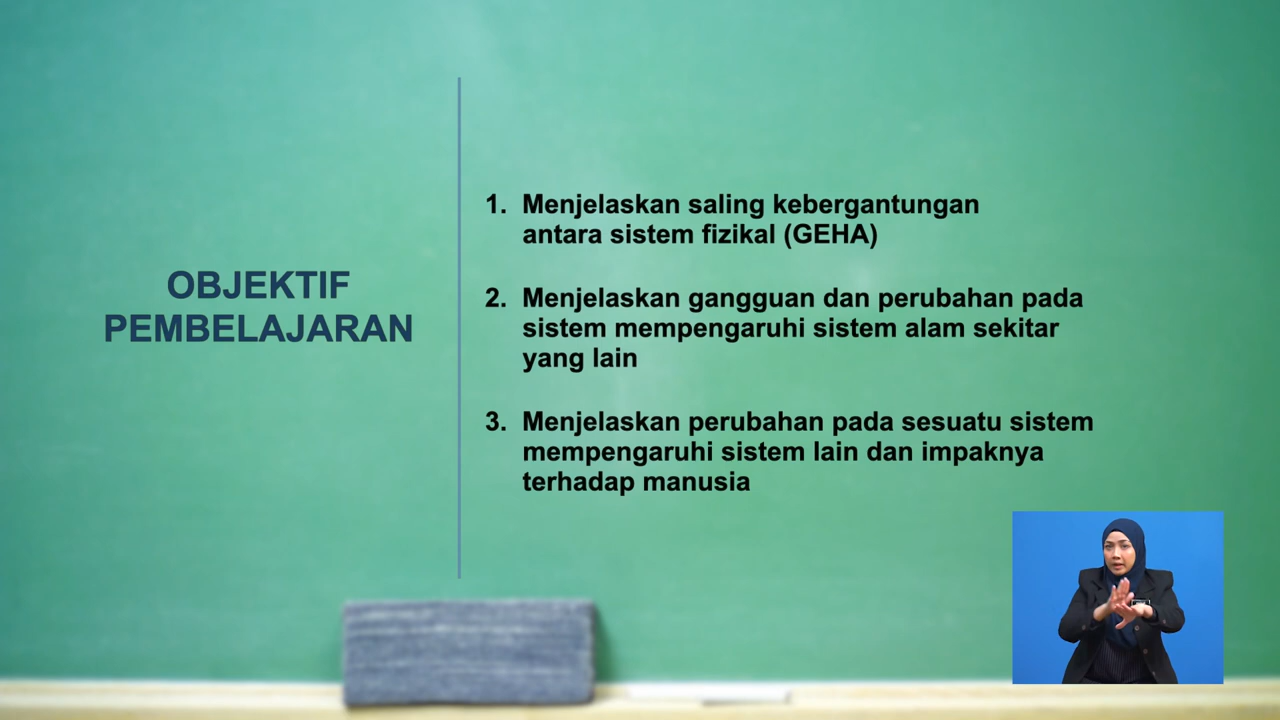 OBJEKTIF
PEMBELAJARAN
1. Menjelaskan saling kebergantungan
antara sistem fizikal (GEHA)
2. Menjelaskan gangguan dan perubahan pada
sistem mempengaruhi sistem alam sekitar
yang lain
3. Menjelaskan perubahan pada sesuatu sistem
mempengaruhi sistem lain dan impaknya
terhadap manusia